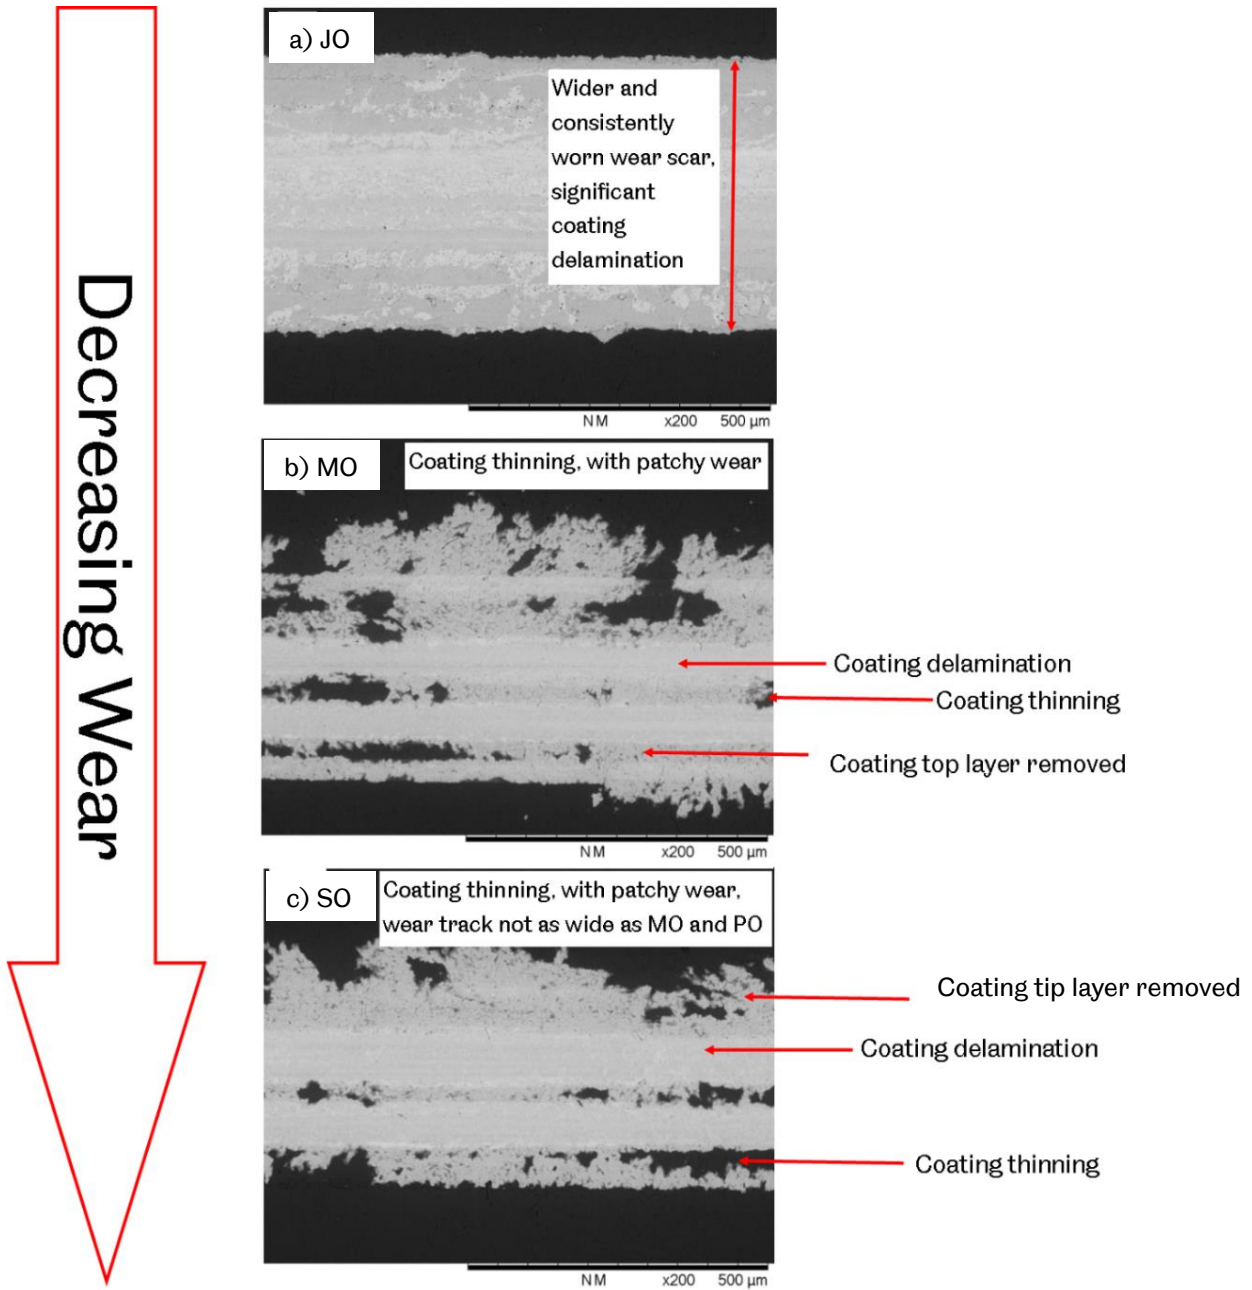 Decreasing Wear
a) JO
Wider and
consistently
worn wear scar,
significant
coating
delamination
NM x200 500 µm
b) MO
Coating thinning, with patchy wear
Coating delamination
Coating thinning
Coating top layer removed
NM x200 500 µm
c) SO
Coating thinning, with patchy wear,
wear track not as wide as MO and PO
Coating tip layer removed
Coating delamination
Coating thinning
NM x200 500 µm